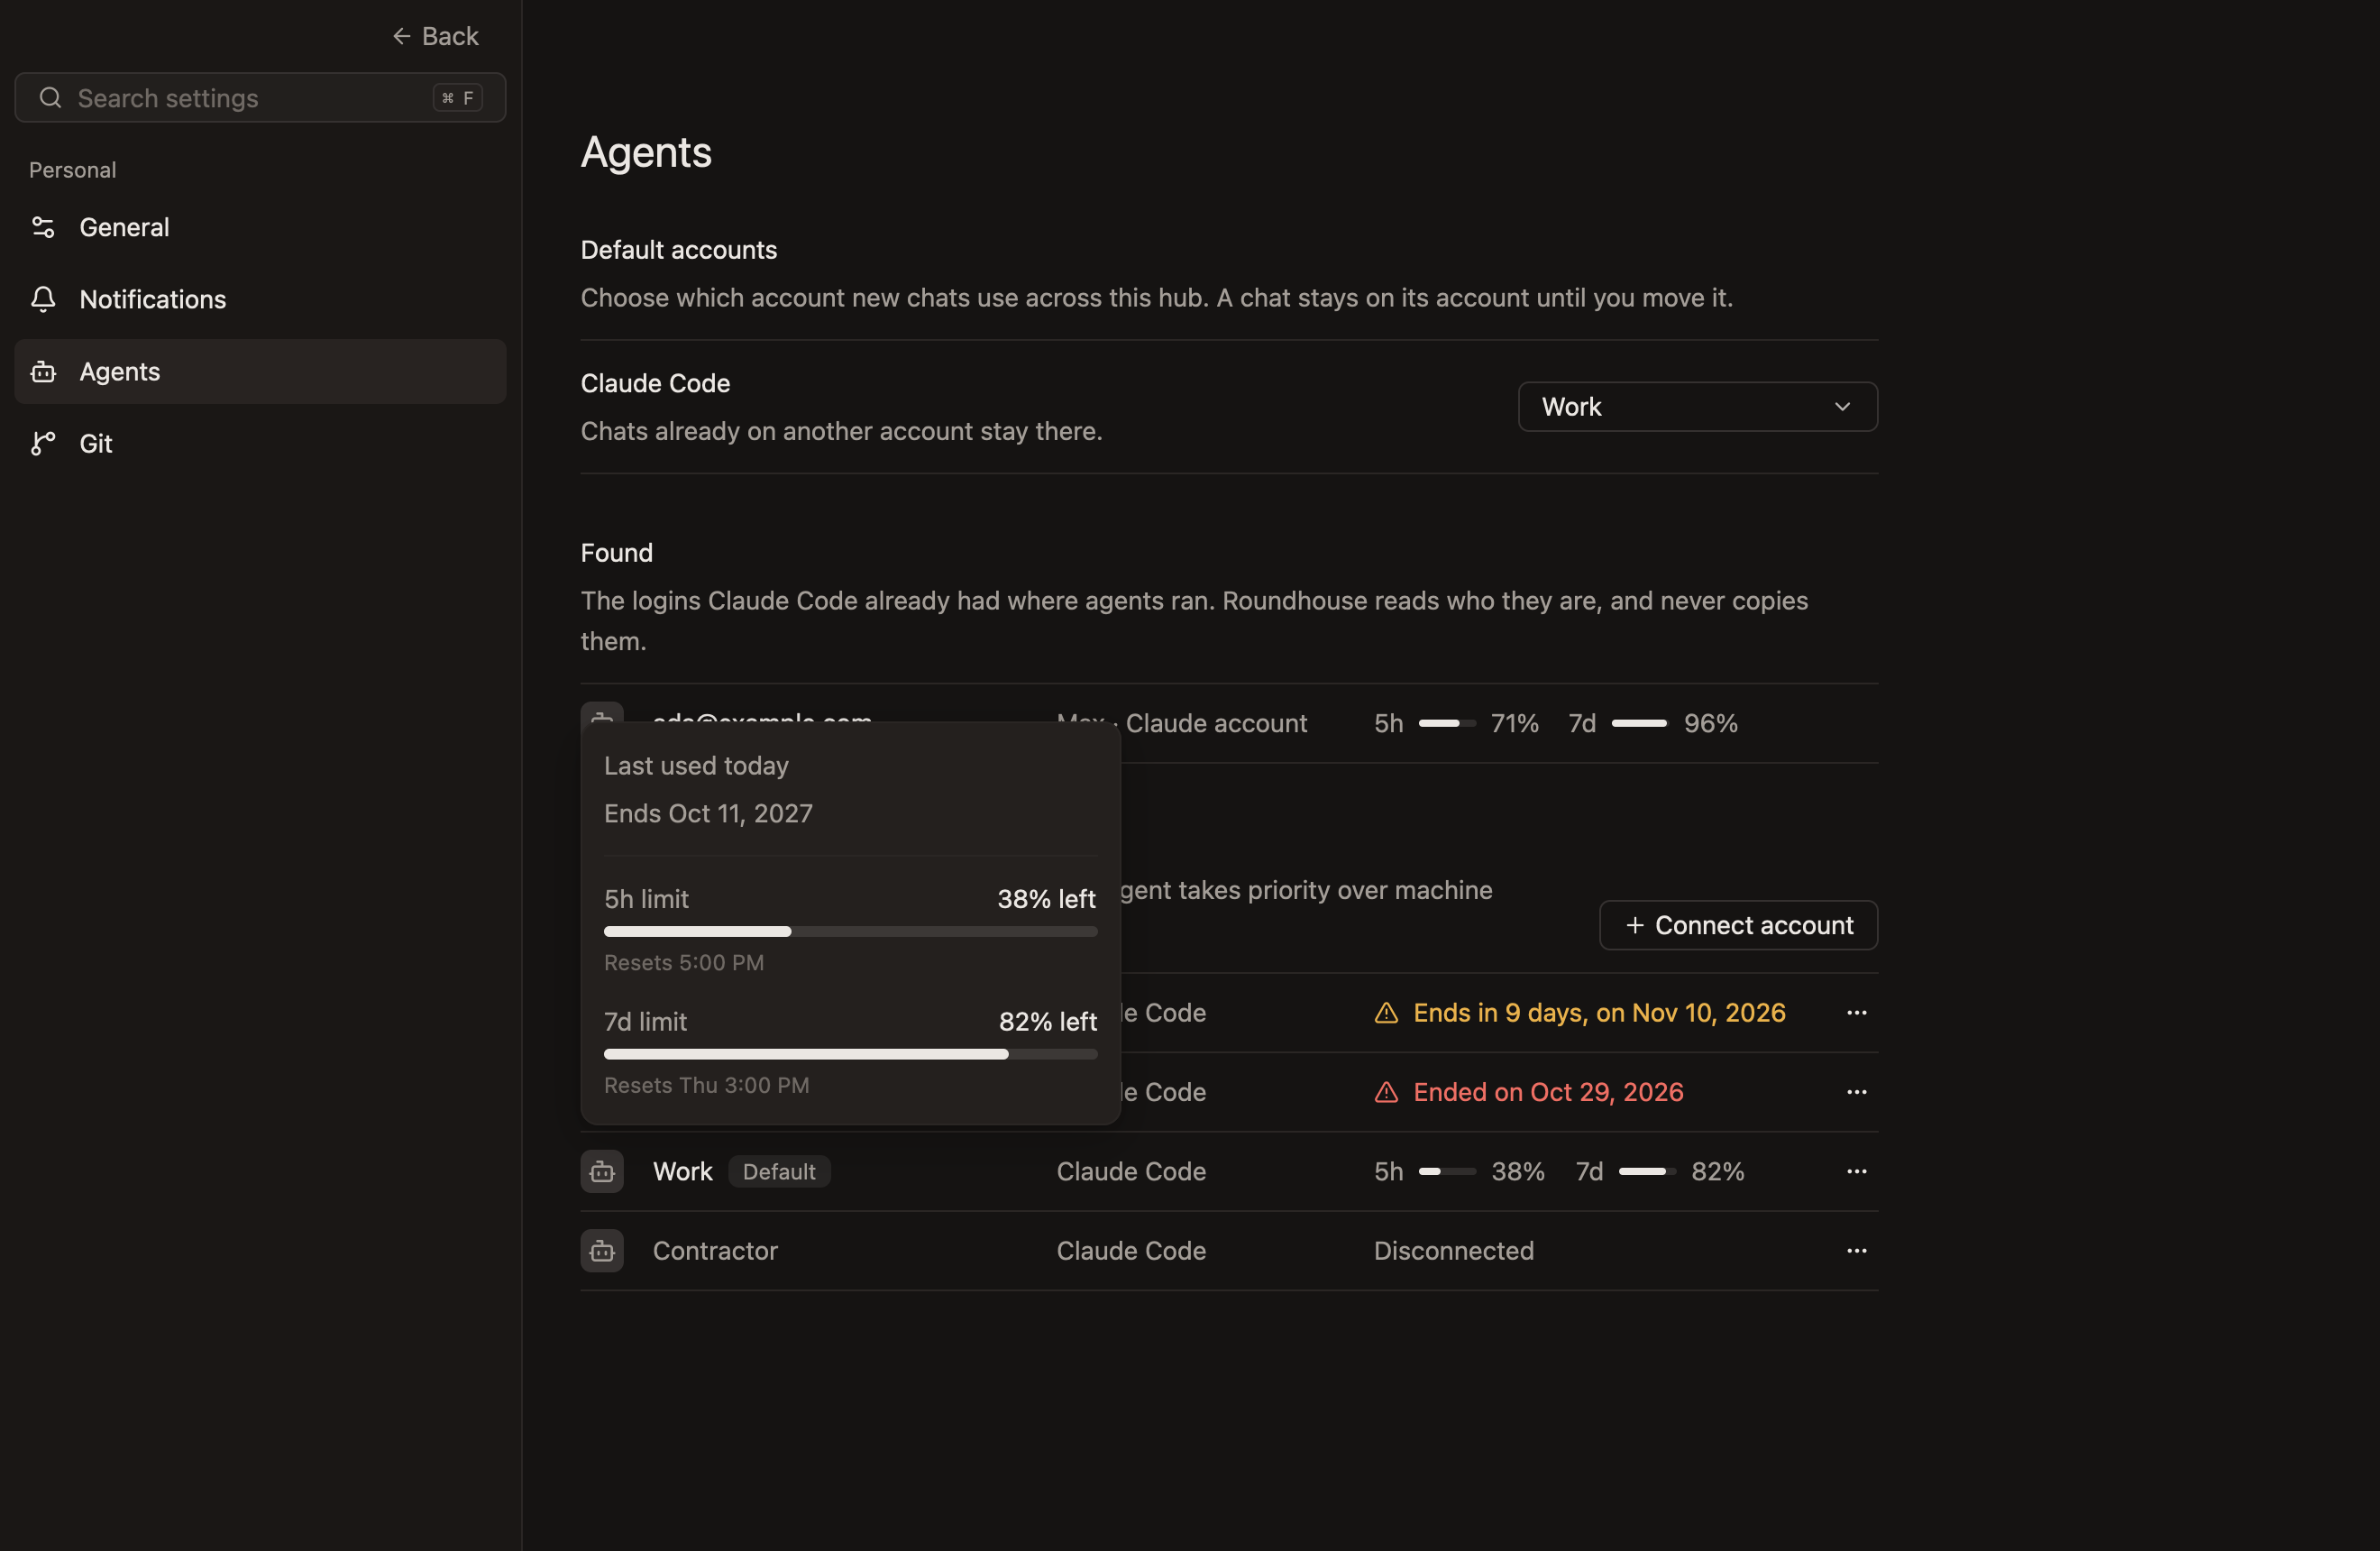 Back
Search settings
⌘ F
Personal
General
Notifications
Agents
Git
Agents
Default accounts
Choose which account new chats use across this hub. A chat stays on its account until you move it.
Claude Code
Chats already on another account stay there.
Work
Found
The logins Claude Code already had where agents ran. Roundhouse reads who they are, and never copies
them.
· Claude account
5h 71% 7d 96%
Last used today
Ends Oct 11, 2027
5h limit 38% left
Resets 5:00 PM
7d limit 82% left
Resets Thu 3:00 PM
takes priority over machine
+ Connect account
Code
Ends in 9 days, on Nov 10, 2026
Code
Ended on Oct 29, 2026
Work Default Claude Code 5h 38% 7d 82%
Contractor Claude Code Disconnected